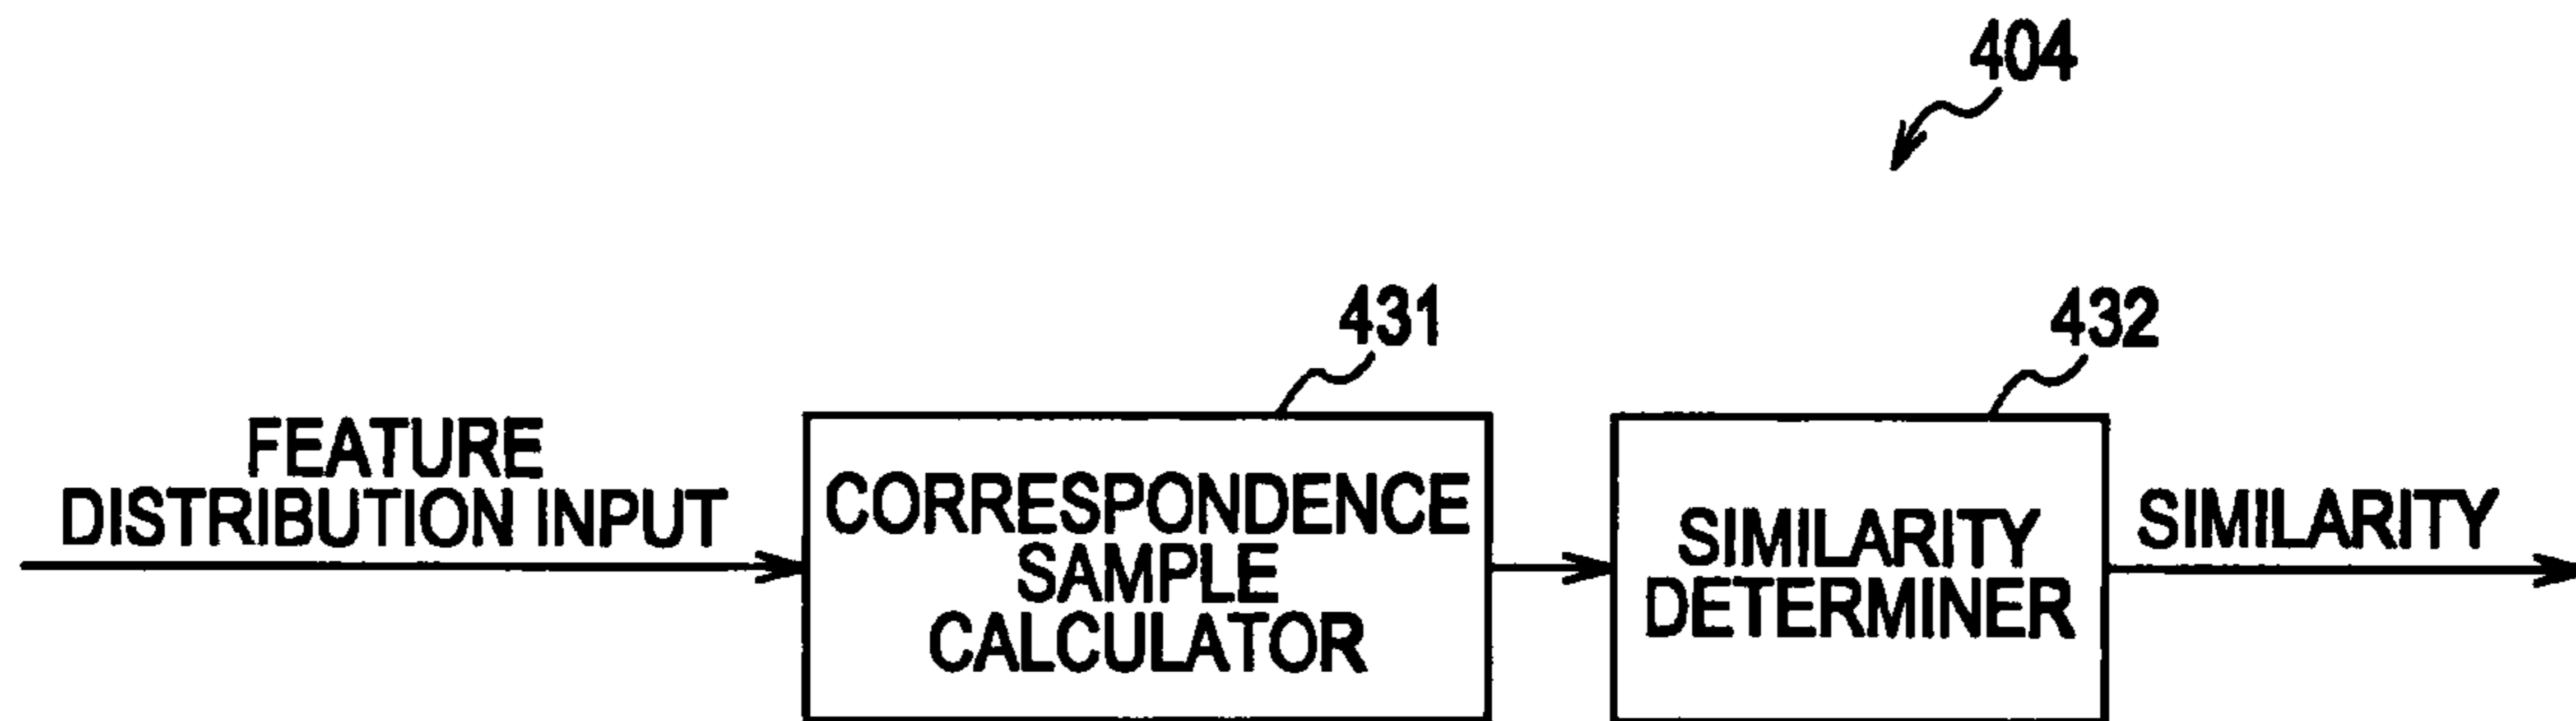 404
431
432
FEATURE
DISTRIBUTION INPUT
CORRESPONDENCE
SAMPLE
CALCULATOR
SIMILARITY
DETERMINER
SIMILARITY